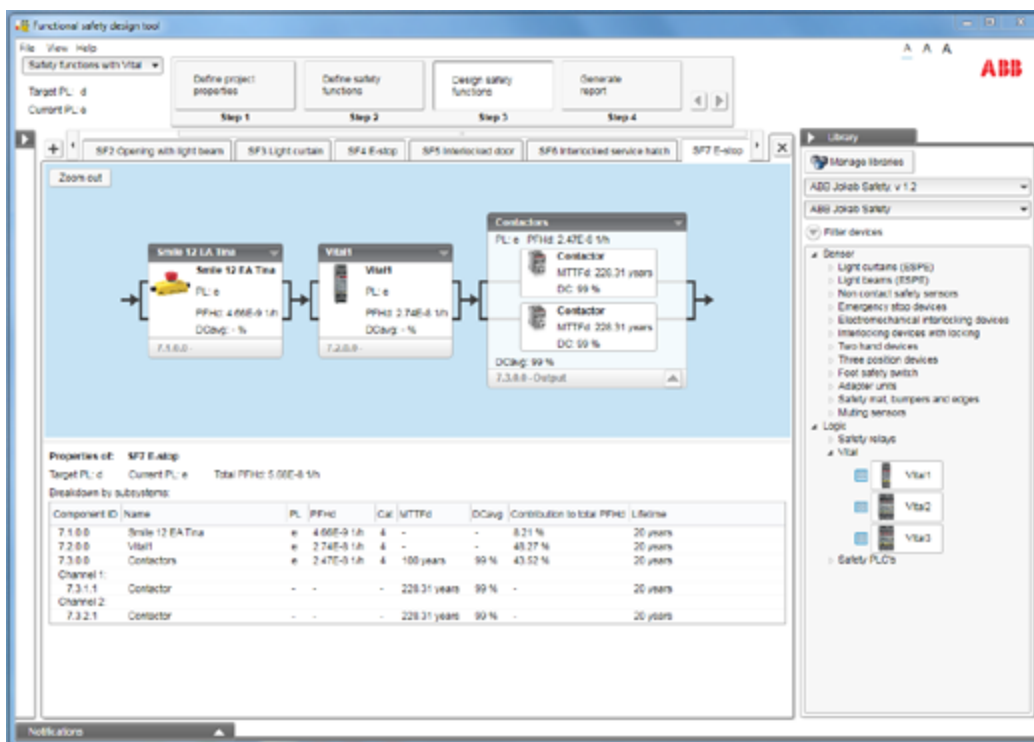 Functional safety design tool
File View Help
Safety functions with Vital
Target PL: d
Current PL: e
Define project properties
Step 1
Define safety functions
Step 2
Design safety functions
Step 3
Generate report
Step 4
A A A
ABB
SF2 Opening with light beam
SF3 Light curtain
SF4 E-stop
SF5 Interlocked door
SF6 Interlocked service hatch
SF7 E-stop
Zoom out
Smile 12 EA Tina
Smile 12 EA Tina
PL: e
PFHd: 4.66E-9 1/h
DCavg: - %
7.1.0.0 -
Vital1
Vital1
PL: e
PFHd: 2.74E-8 1/h
DCavg: - %
7.2.0.0 -
Contactors
PL: e PFHd: 2.47E-8 1/h
Contactor
MTTFd: 228.31 years
DC: 99 %
Contactor
MTTFd: 228.31 years
DC: 99 %
DCavg: 99 %
7.3.0.0 - Output
Properties of: SF7 E-stop
Target PL: d Current PL: e Total PFHd: 5.68E-8 1/h
Breakdown by subsystems:
Component ID Name PL PFHd Cat MTTFd DCavg Contribution to total PFHd Lifetime
7.1.0.0 Smile 12 EA Tina e 4.66E-9 1/h 4 - - 8.21 % 20 years
7.2.0.0 Vital1 e 2.74E-8 1/h 4 - - 48.27 % 20 years
7.3.0.0 Contactors e 2.47E-8 1/h 4 100 years 99 % 43.52 % 20 years
Channel 1:
7.3.1.1 Contactor - - - 228.31 years 99 % - 20 years
Channel 2:
7.3.2.1 Contactor - - - 228.31 years 99 % - 20 years
Library
Manage libraries
ABB Jokab Safety, v 1.2
ABB Jokab Safety
Filter devices
Sensor
Light curtains (ESPE)
Light beams (ESPE)
Non contact safety sensors
Emergency stop devices
Electromechanical interlocking devices
Interlocking devices with locking
Two hand devices
Three position devices
Foot safety switch
Adapter units
Safety mat, bumpers and edges
Muting sensors
Logic
Safety relays
Vital
Vital1
Vital2
Vital3
Safety PLC's
Notifications